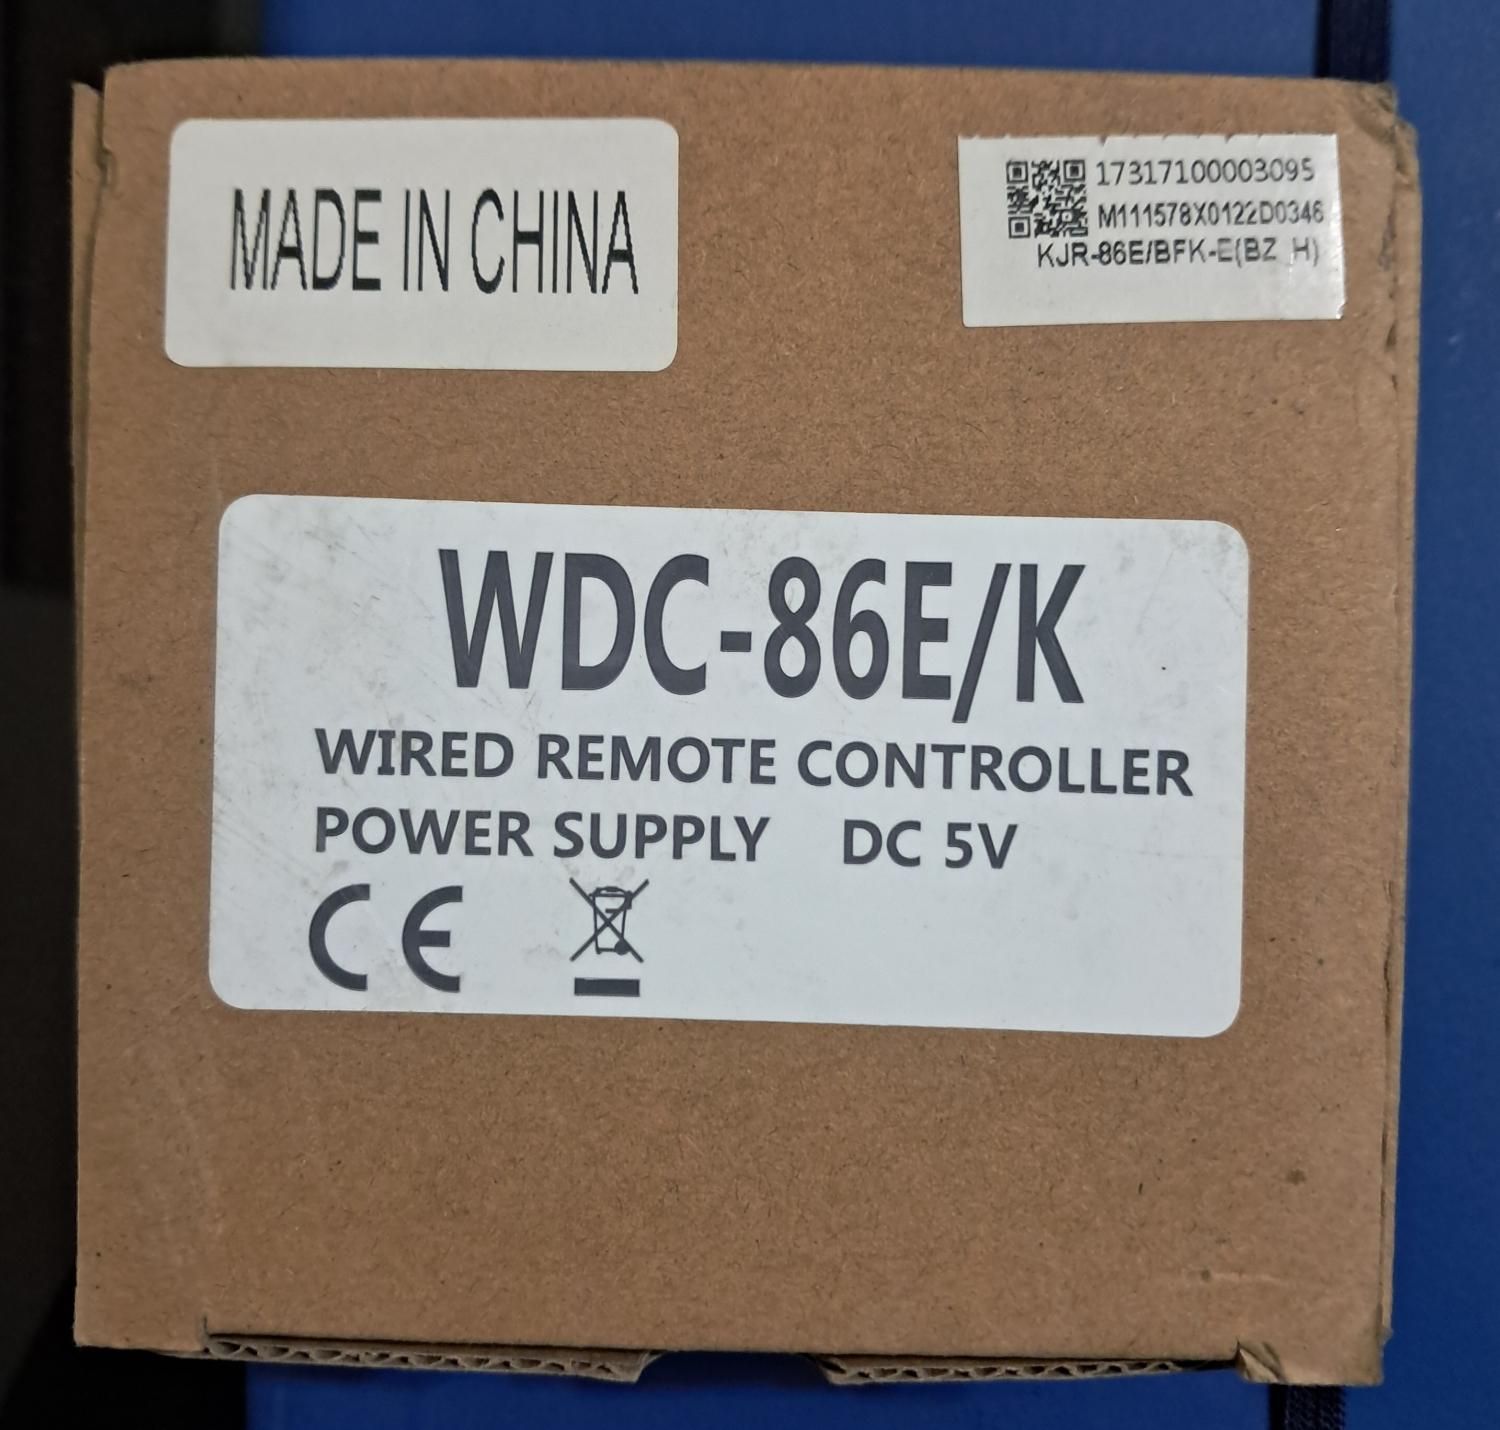 MADE IN CHINA
17317100003095
M111578X0122D0346
KJR-86E/BFK-E(BZ H)
WDC-86E/K
WIRED REMOTE CONTROLLER
POWER SUPPLY DC 5V
CE